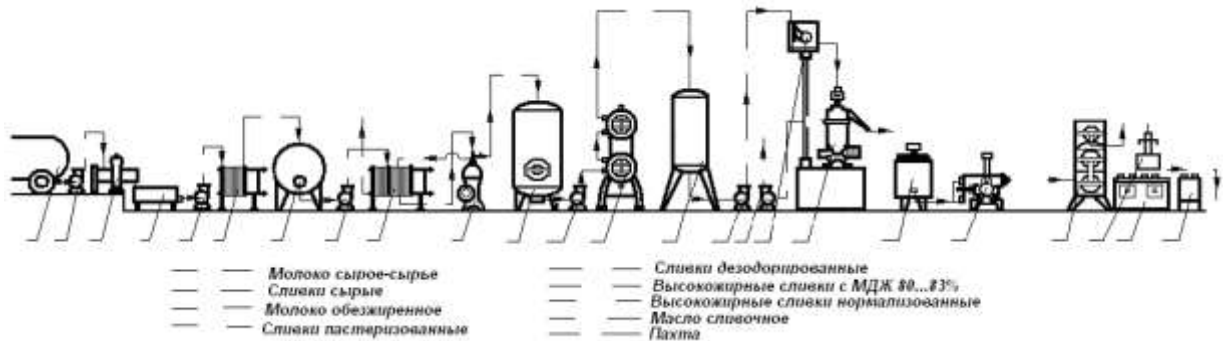 Молоко сырое-сырье
Сливки сырые
Молоко обезжиренное
Сливки пастеризованные
Сливки дезодорированные
Высокожирные сливки с МДЖ 80...83%
Высокожирные сливки нормализованные
Масло сливочное
Пахта